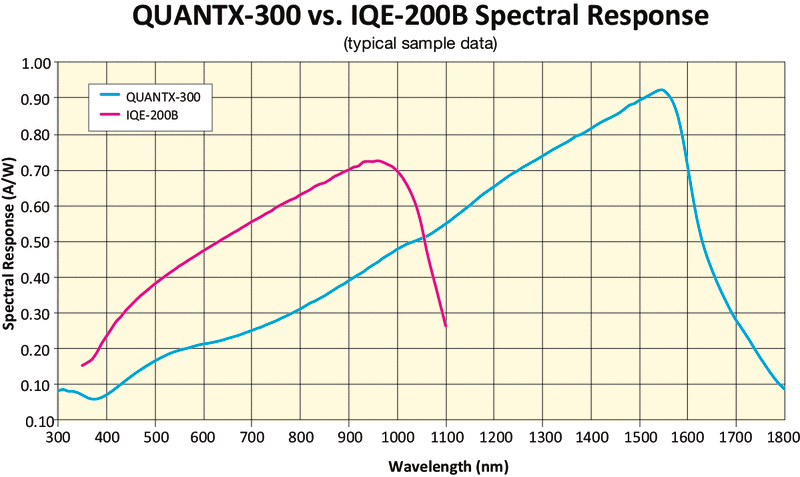 QUANTX-300 vs. IQE-200B Spectral Response
(typical sample data)
1.00
0.90
0.80
0.70
0.60
0.50
0.40
0.30
0.20
0.10
0.10
QUANTX-300
IQE-200B
Spectral Response (A/W)
300 400 500 600 700 800 900 1000 1100 1200 1300 1400 1500 1600 1700 1800
Wavelength (nm)